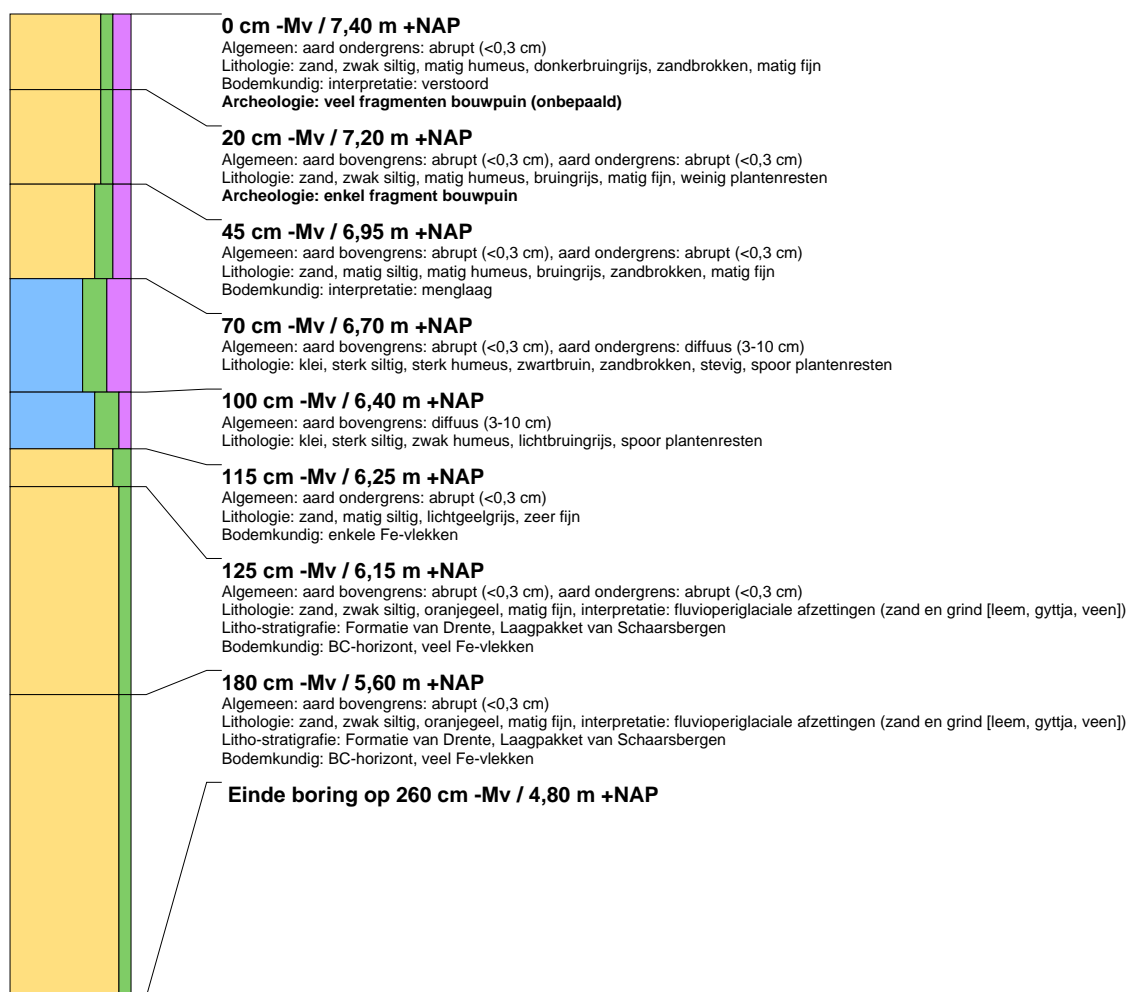 0 cm -Mv / 7,40 m +NAP
Algemeen: aard ondergrens: abrupt (<0,3 cm)
Lithologie: zand, zwak siltig, matig humeus, donkerbruingrijs, zandbrokken, matig fijn
Bodemkundig: interpretatie: verstoord
Archeologie: veel fragmenten bouwpuin (onbepaald)
20 cm -Mv / 7,20 m +NAP
Algemeen: aard bovengrens: abrupt (<0,3 cm), aard ondergrens: abrupt (<0,3 cm)
Lithologie: zand, zwak siltig, matig humeus, bruingrijs, matig fijn, weinig plantenresten
Archeologie: enkel fragment bouwpuin
45 cm -Mv / 6,95 m +NAP
Algemeen: aard bovengrens: abrupt (<0,3 cm), aard ondergrens: abrupt (<0,3 cm)
Lithologie: zand, matig siltig, matig humeus, bruingrijs, zandbrokken, matig fijn
Bodemkundig: interpretatie: menglaag
70 cm -Mv / 6,70 m +NAP
Algemeen: aard bovengrens: abrupt (<0,3 cm), aard ondergrens: diffuus (3-10 cm)
Lithologie: klei, sterk siltig, sterk humeus, zwartbruin, zandbrokken, stevig, spoor plantenresten
100 cm -Mv / 6,40 m +NAP
Algemeen: aard bovengrens: diffuus (3-10 cm)
Lithologie: klei, sterk siltig, zwak humeus, lichtbruingrijs, spoor plantenresten
115 cm -Mv / 6,25 m +NAP
Algemeen: aard ondergrens: abrupt (<0,3 cm)
Lithologie: zand, matig siltig, lichtgeelgrijs, zeer fijn
Bodemkundig: enkele Fe-vlekken
125 cm -Mv / 6,15 m +NAP
Algemeen: aard bovengrens: abrupt (<0,3 cm), aard ondergrens: abrupt (<0,3 cm)
Lithologie: zand, zwak siltig, oranjegeel, matig fijn, interpretatie: fluvioperiglaciale afzettingen (zand en grind [leem, gyttja, veen])
Litho-stratigrafie: Formatie van Drente, Laagpakket van Schaarsbergen
Bodemkundig: BC-horizont, veel Fe-vlekken
180 cm -Mv / 5,60 m +NAP
Algemeen: aard bovengrens: abrupt (<0,3 cm)
Lithologie: zand, zwak siltig, oranjegeel, matig fijn, interpretatie: fluvioperiglaciale afzettingen (zand en grind [leem, gyttja, veen])
Litho-stratigrafie: Formatie van Drente, Laagpakket van Schaarsbergen
Bodemkundig: BC-horizont, veel Fe-vlekken
Einde boring op 260 cm -Mv / 4,80 m +NAP